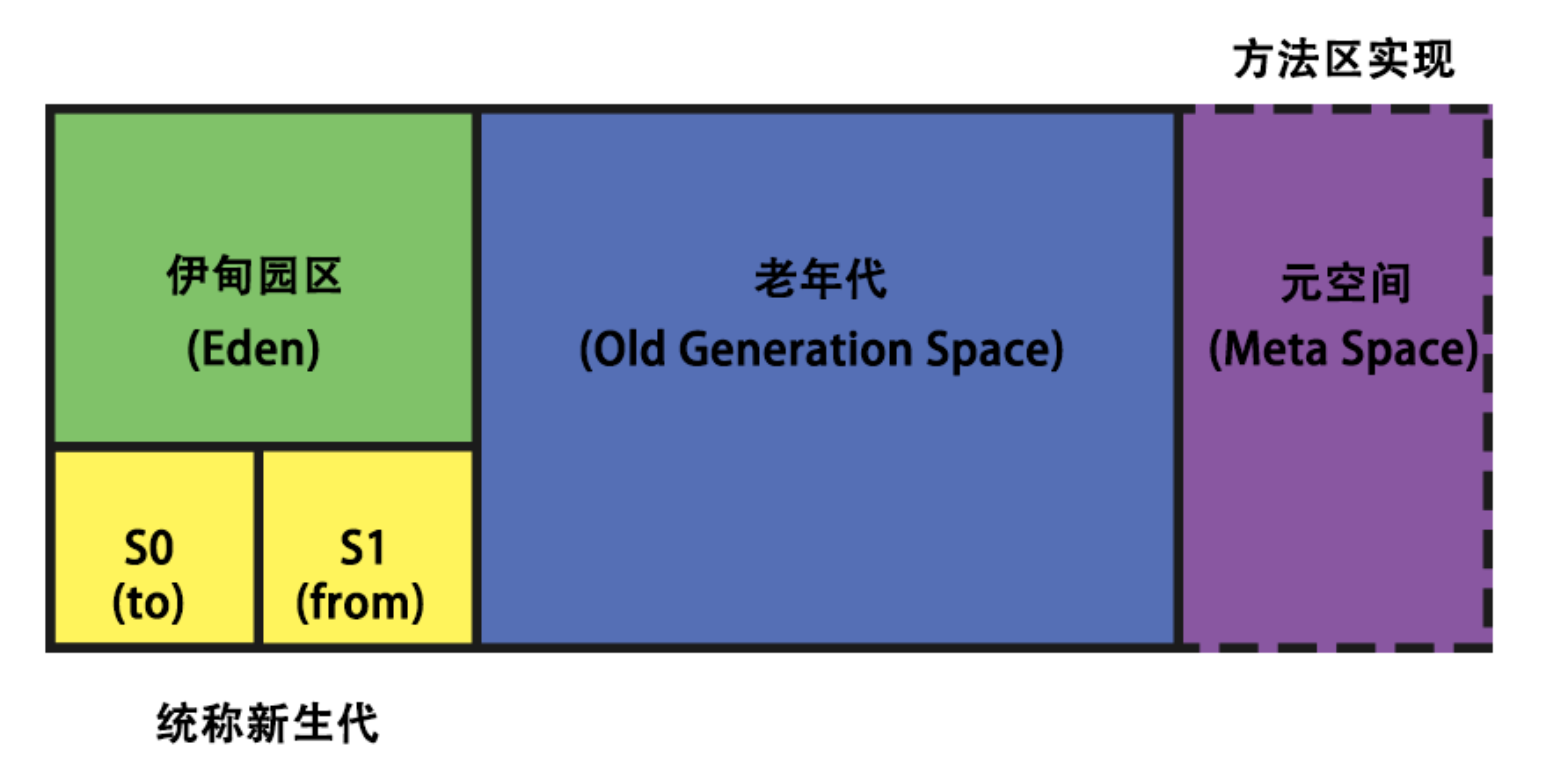 方法区实现
伊甸园区
(Eden)
老年代
(Old Generation Space)
元空间
(Meta Space)
S0
(to)
S1
(from)
统称新生代